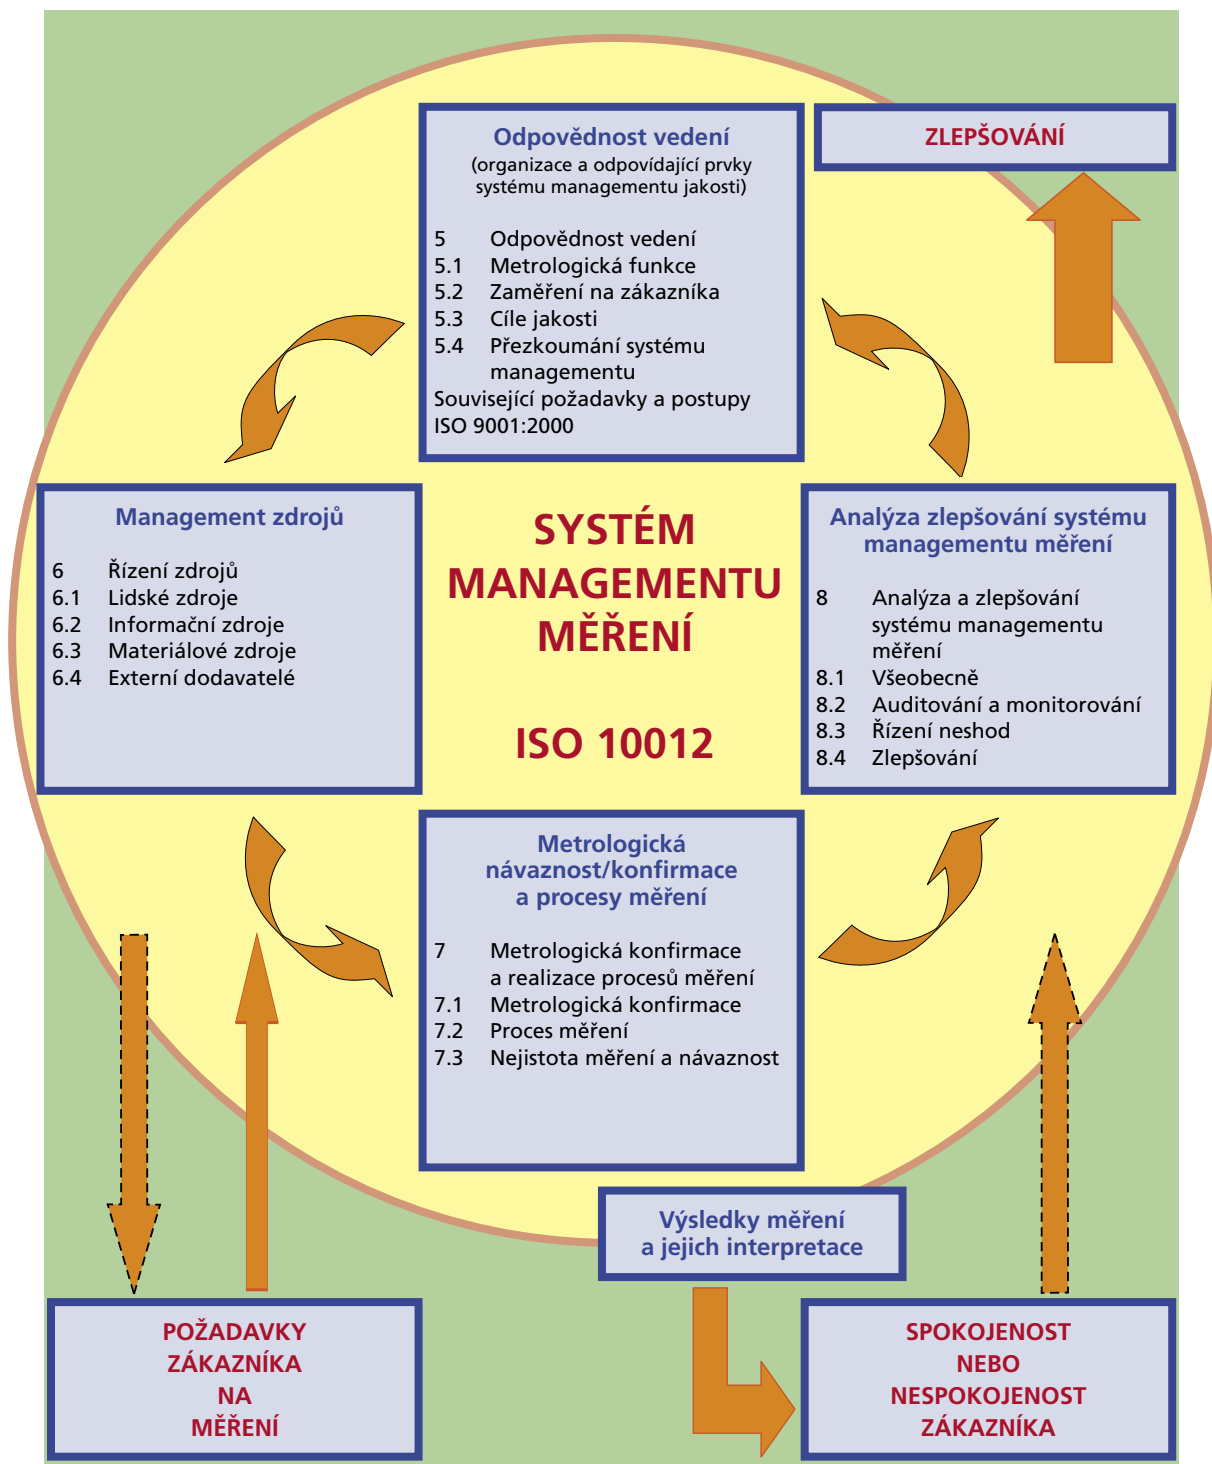 Odpovědnost vedení
(organizace a odpovídající prvky
systému managementu jakosti)
5 Odpovědnost vedení
5.1 Metrologická funkce
5.2 Zaměření na zákazníka
5.3 Cíle jakosti
5.4 Přezkoumání systému
managementu
Související požadavky a postupy
ISO 9001:2000
ZLEPŠOVÁNÍ
Management zdrojů
6 Řízení zdrojů
6.1 Lidské zdroje
6.2 Informační zdroje
6.3 Materiálové zdroje
6.4 Externí dodavatelé
SYSTÉM
MANAGEMENTU
MĚŘENÍ
ISO 10012
Analýza zlepšování systému
managementu měření
8 Analýza a zlepšování
systému managementu
měření
8.1 Všeobecně
8.2 Auditování a monitorování
8.3 Řízení neshod
8.4 Zlepšování
Metrologická
návaznost/konfirmace
a procesy měření
7 Metrologická konfirmace
a realizace procesů měření
7.1 Metrologická konfirmace
7.2 Proces měření
7.3 Nejistota měření a návaznost
Výsledky měření
a jejich interpretace
POŽADAVKY
ZÁKAZNÍKA
NA
MĚŘENÍ
SPOKOJENOST
NEBO
NESPOKOJENOST
ZÁKAZNÍKA